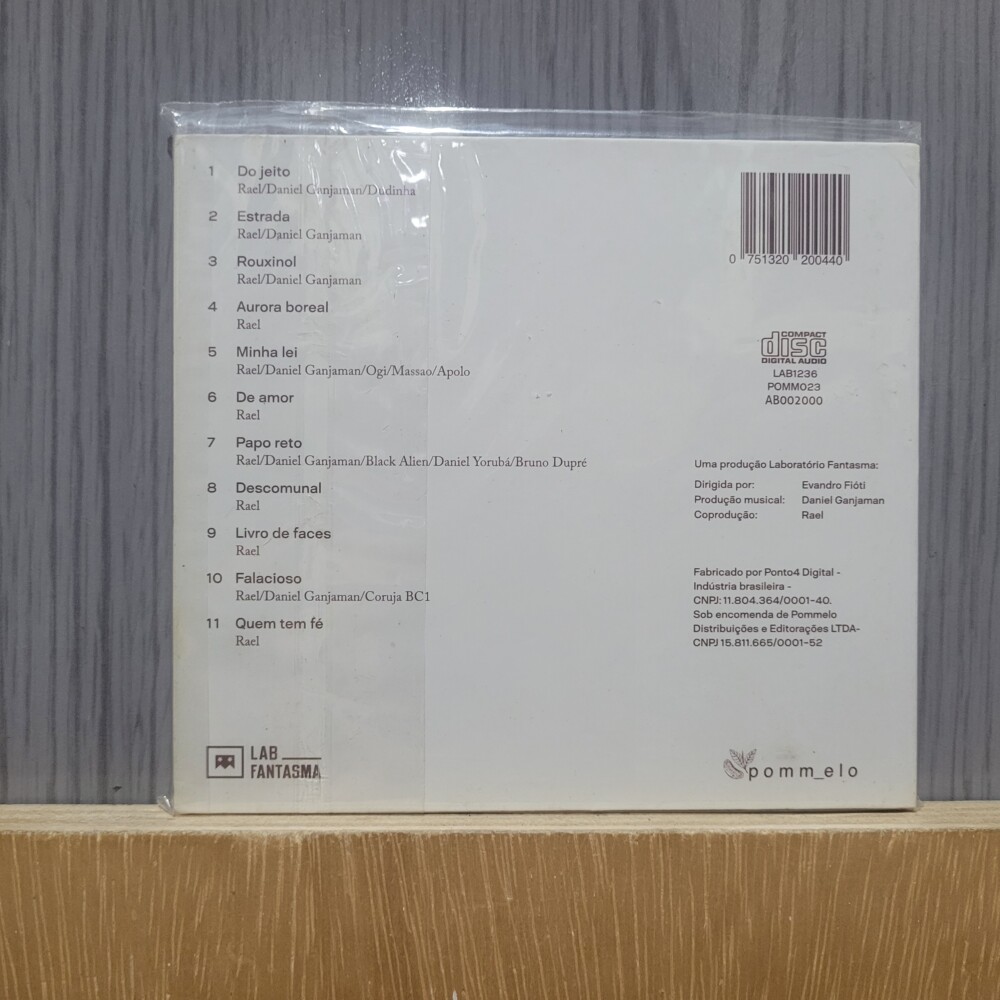 1 Do jeito
Rael/Daniel Ganjaman/Dudinha
2 Estrada
Rael/Daniel Ganjaman
3 Rouxinol
Rael/Daniel Ganjaman
4 Aurora boreal
Rael
5 Minha lei
Rael/Daniel Ganjaman/Ogi/Massao/Apolo
6 De amor
Rael
7 Papo reto
Rael/Daniel Ganjaman/Black Alien/Daniel Yorubá/Bruno Dupré
8 Descomunal
Rael
9 Livro de faces
Rael
10 Falacioso
Rael/Daniel Ganjaman/Coruja BC1
11 Quem tem fé
Rael
LAB
FANTASMA
0 751320 200440
COMPACT
disc
DIGITAL AUDIO
LAB1236
POMM023
AB002000
Uma produção Laboratório Fantasma:
Dirigida por: Evandro Fióti
Produção musical: Daniel Ganjaman
Coprodução: Rael
Fabricado por Ponto4 Digital -
Indústria brasileira -
CNPJ: 11.804.364/0001-40.
Sob encomenda de Pommelo
Distribuições e Editorações LTDA-
CNPJ 15.811.665/0001-52
pomm_elo